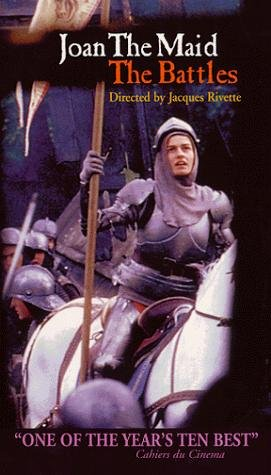 Joan The Maid
The Battles
Directed by Jacques Rivette
"ONE OF THE YEAR'S TEN BEST"
Cahiers du Cinema